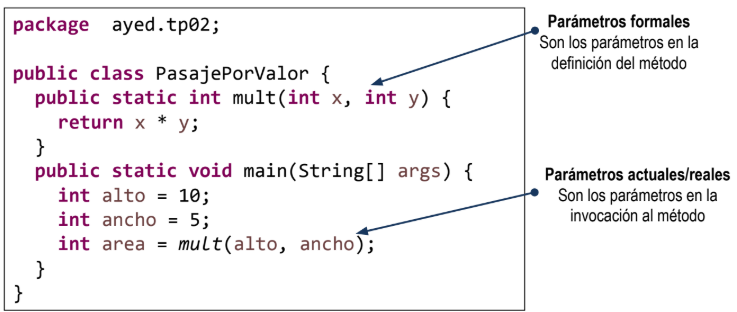 package ayed.tp02;
public class PasajePorValor {
public static int mult(int x, int y) {
return x * y;
}
public static void main(String[] args) {
int alto = 10;
int ancho = 5;
int area = mult(alto, ancho);
}
}
Parámetros formales
Son los parámetros en la
definición del método
Parámetros actuales/reales
Son los parámetros en la
invocación al método